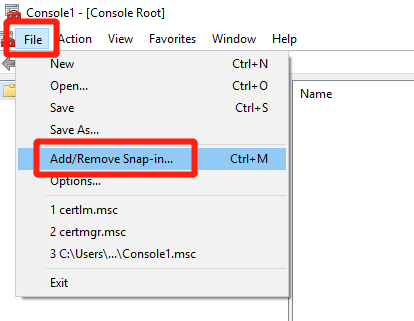 Console1 - [Console Root]
File Action View Favorites Window Help
New Ctrl+N
Open... Ctrl+O
Save Ctrl+S
Save As...
Add/Remove Snap-in... Ctrl+M
Options...
1 certlm.msc
2 certmgr.msc
3 C:\Users\...\Console1.msc
Exit
Name